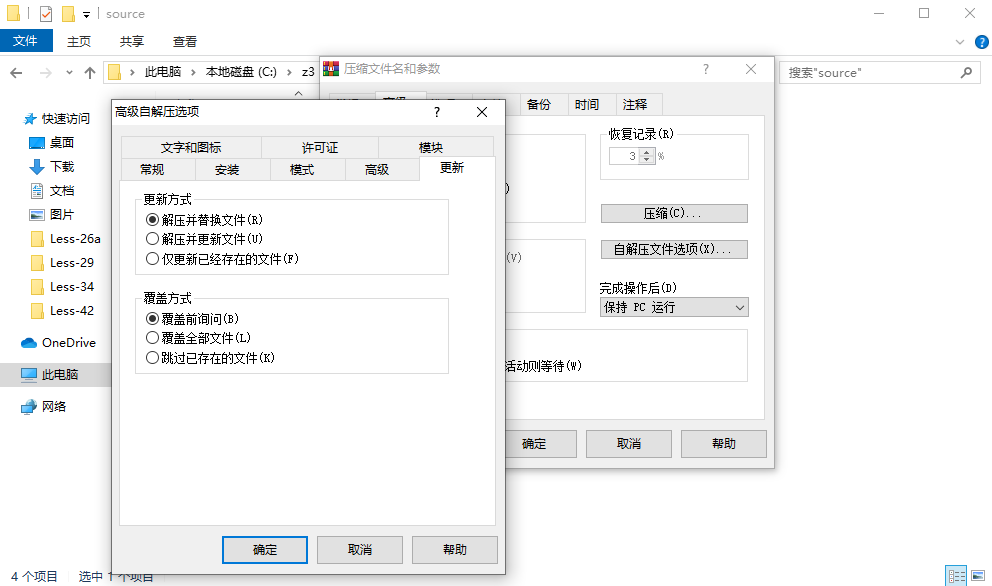 source
文件 主页 共享 查看
此电脑 本地磁盘 (C:) z3
搜索"source"
快速访问
桌面
下载
文档
图片
Less-26a
Less-29
Less-34
Less-42
OneDrive
此电脑
网络
4 个项目 选中 1 个项目
压缩文件名和参数
备份 时间 注释
恢复记录(R)
3 %
压缩(C)...
自解压文件选项(X)...
(V)
完成操作后(D)
保持 PC 运行
活动则等待(W)
确定 取消 帮助
高级自解压选项
文字和图标 许可证 模块
常规 安装 模式 高级 更新
更新方式
解压并替换文件(R)
解压并更新文件(U)
仅更新已经存在的文件(F)
覆盖方式
覆盖前询问(B)
覆盖全部文件(L)
跳过已存在的文件(K)
确定 取消 帮助